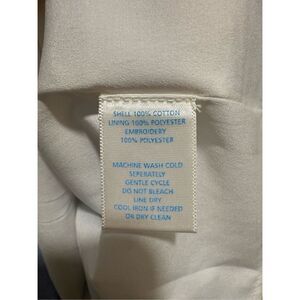 SHELL 100% COTTON
LINING 100% POLYESTER
EMBROIDERY
100% POLYESTER
MACHINE WASH COLD
SEPERATELY
GENTLE CYCLE
DO NOT BLEACH
LINE DRY
COOL IRON IF NEEDED
OR DRY CLEAN